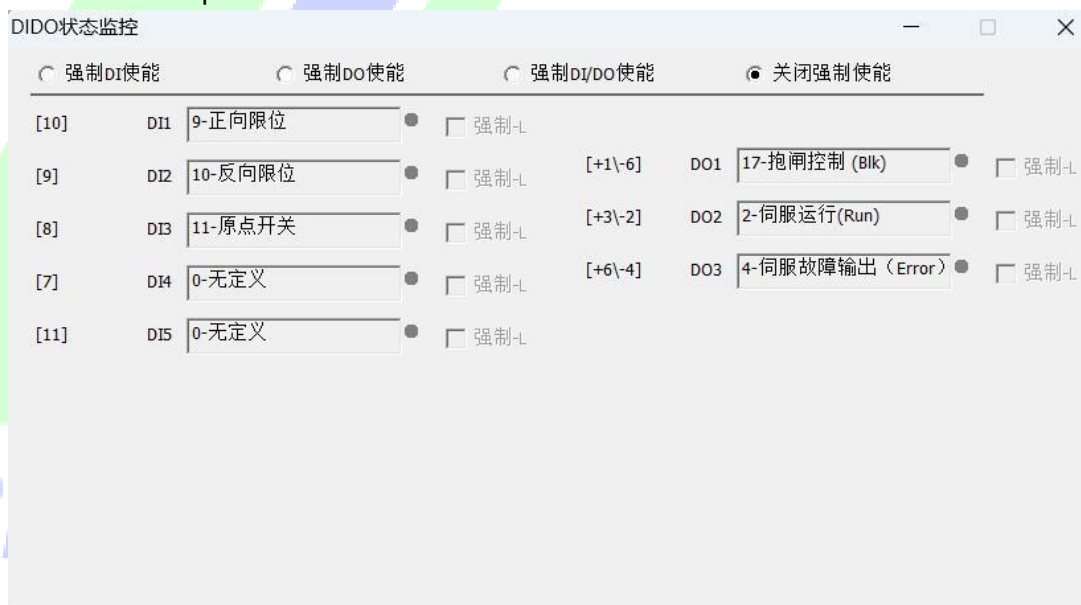 DIDO状态监控
强制DI使能 强制DO使能 强制DI/DO使能 关闭强制使能
[10] DI1 9-正向限位 强制-L
[9] DI2 10-反向限位 强制-L
[8] DI3 11-原点开关 强制-L
[7] DI4 0-无定义 强制-L
[11] DI5 0-无定义 强制-L
[+1\-6] DO1 17-抱闸控制 (Blk) 强制-L
[+3\-2] DO2 2-伺服运行(Run) 强制-L
[+6\-4] DO3 4-伺服故障输出（Error） 强制-L